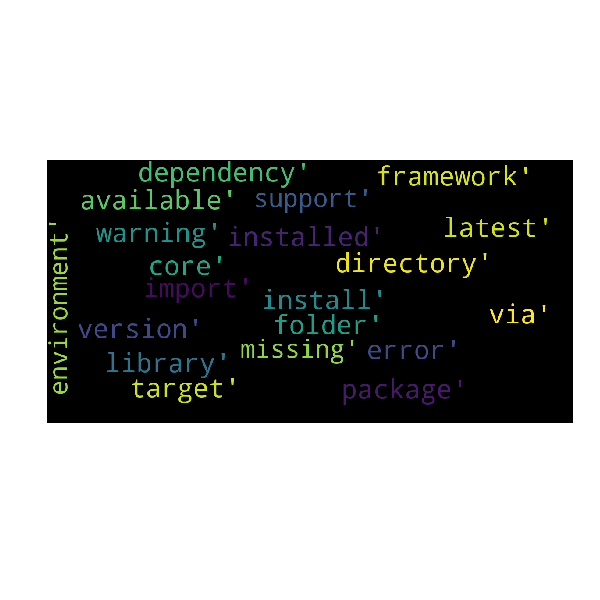 dependency'
framework'
available'
support'
warning'
installed'
latest'
core'
directory'
import'
install'
via'
version'
folder'
missing'
error'
library'
target'
package'
environment'